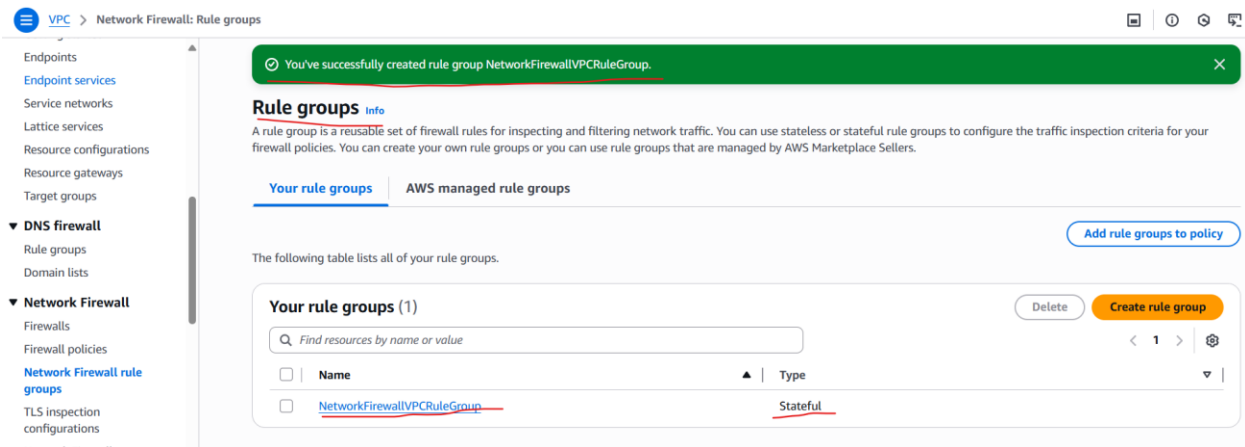 VPC > Network Firewall: Rule groups
Endpoints
Endpoint services
Service networks
Lattice services
Resource configurations
Resource gateways
Target groups
DNS firewall
Rule groups
Domain lists
Network Firewall
Firewalls
Firewall policies
Network Firewall rule
groups
TLS inspection
configurations
You've successfully created rule group NetworkFirewallVPCRuleGroup.
Rule groups Info
A rule group is a reusable set of firewall rules for inspecting and filtering network traffic. You can use stateless or stateful rule groups to configure the traffic inspection criteria for your
firewall policies. You can create your own rule groups or you can use rule groups that are managed by AWS Marketplace Sellers.
Your rule groups AWS managed rule groups
Add rule groups to policy
The following table lists all of your rule groups.
Your rule groups (1) Delete Create rule group
Find resources by name or value
1
Name Type
NetworkFirewallVPCRuleGroup Stateful